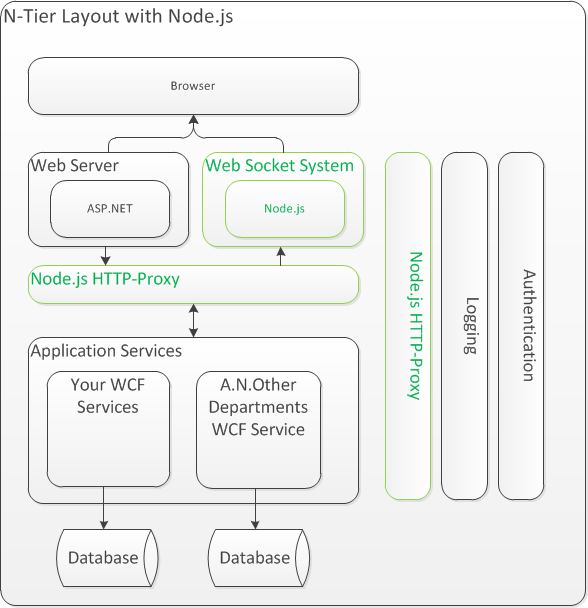 N-Tier Layout with Node.js
Browser
Web Server
ASP.NET
Web Socket System
Node.js
Node.js HTTP-Proxy
Application Services
Your WCF
Services
A.N.Other
Departments
WCF Service
Database
Database
Node.js HTTP-Proxy
Logging
Authentication